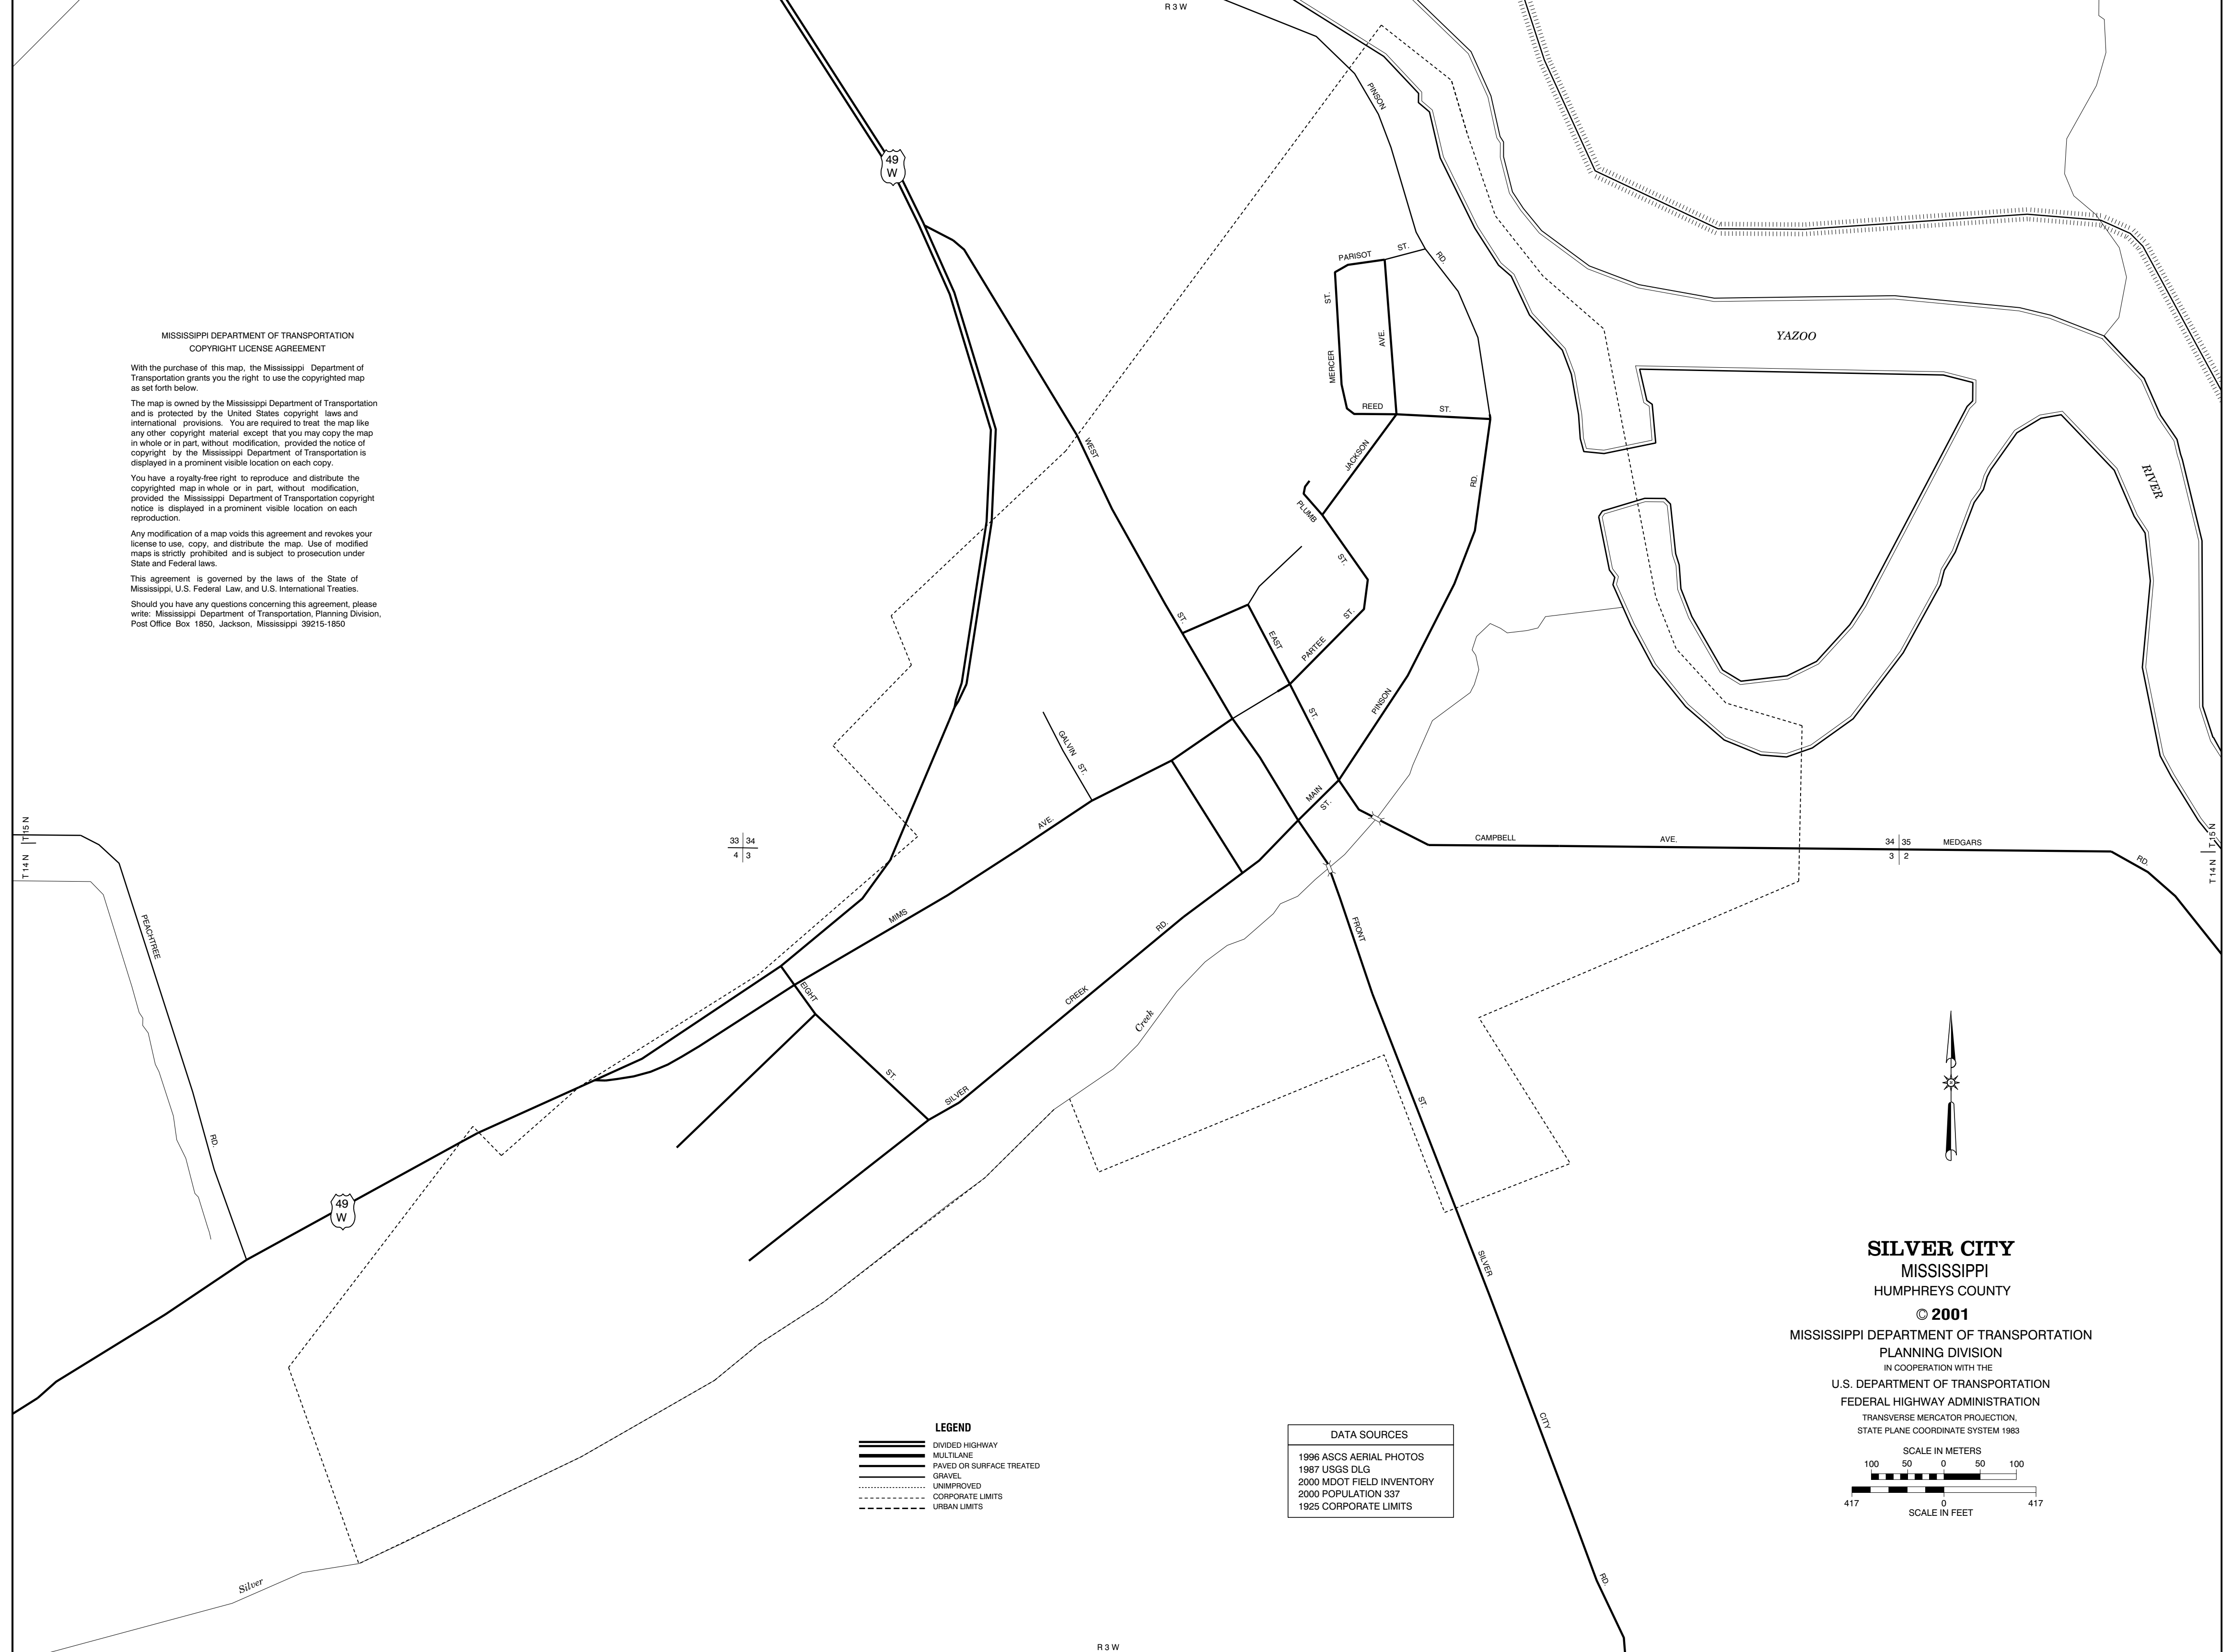 R 3 W
PINSON
49
W
PARISOT ST.
RD.
ST.
MERCER
AVE.
REED ST.
JACKSON
RD.
PLUMB
ST.
YAZOO
RIVER
WEST
ST.
EAST
ST.
PARTEE ST.
PINSON
GALVIN ST.
MAIN
ST.
AVE.
MIMS
CAMPBELL AVE. MEDGARS
RD.
33 34
4 3
34 35
3 2
T 15 N
T 14 N
T 15 N
T 14 N
PEACHTREE
RD.
EIGHT
ST.
RD.
CREEK
SILVER
Creek
FRONT
ST.
SILVER
CITY
RD.
49
W
Silver
R 3 W
MISSISSIPPI DEPARTMENT OF TRANSPORTATION
COPYRIGHT LICENSE AGREEMENT
With the purchase of this map, the Mississippi Department of
Transportation grants you the right to use the copyrighted map
as set forth below.
The map is owned by the Mississippi Department of Transportation
and is protected by the United States copyright laws and
international provisions. You are required to treat the map like
any other copyright material except that you may copy the map
in whole or in part, without modification, provided the notice of
copyright by the Mississippi Department of Transportation is
displayed in a prominent visible location on each copy.
You have a royalty-free right to reproduce and distribute the
copyrighted map in whole or in part, without modification,
provided the Mississippi Department of Transportation copyright
notice is displayed in a prominent visible location on each
reproduction.
Any modification of a map voids this agreement and revokes your
license to use, copy, and distribute the map. Use of modified
maps is strictly prohibited and is subject to prosecution under
State and Federal laws.
This agreement is governed by the laws of the State of
Mississippi, U.S. Federal Law, and U.S. International Treaties.
Should you have any questions concerning this agreement, please
write: Mississippi Department of Transportation, Planning Division,
Post Office Box 1850, Jackson, Mississippi 39215-1850
LEGEND
DIVIDED HIGHWAY
MULTILANE
PAVED OR SURFACE TREATED
GRAVEL
UNIMPROVED
CORPORATE LIMITS
URBAN LIMITS
DATA SOURCES
1996 ASCS AERIAL PHOTOS
1987 USGS DLG
2000 MDOT FIELD INVENTORY
2000 POPULATION 337
1925 CORPORATE LIMITS
SILVER CITY
MISSISSIPPI
HUMPHREYS COUNTY
© 2001
MISSISSIPPI DEPARTMENT OF TRANSPORTATION
PLANNING DIVISION
IN COOPERATION WITH THE
U.S. DEPARTMENT OF TRANSPORTATION
FEDERAL HIGHWAY ADMINISTRATION
TRANSVERSE MERCATOR PROJECTION,
STATE PLANE COORDINATE SYSTEM 1983
SCALE IN METERS
100 50 0 50 100
417 0 417
SCALE IN FEET